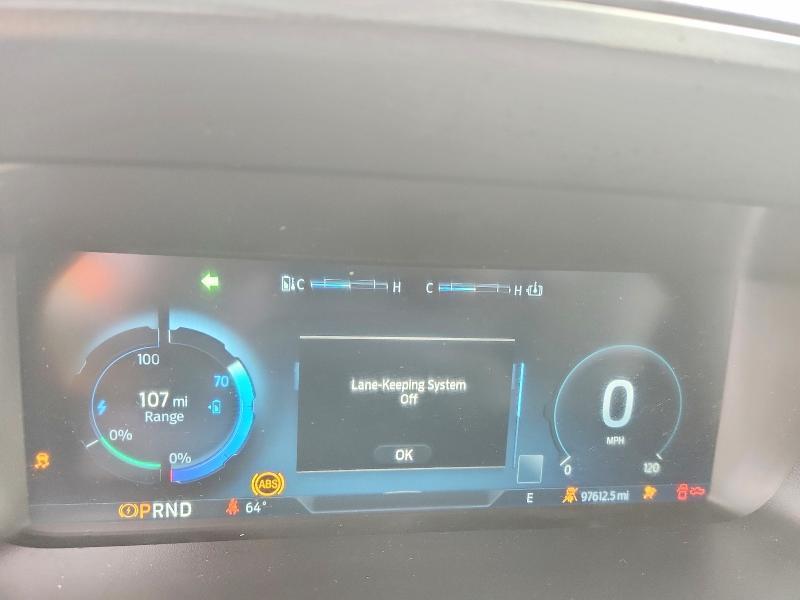 C H C H
100
70
107 mi
Range
0%
0%
Lane-Keeping System
Off
OK
0
MPH
0 120
ABS
PRND
64°
E
97612.5 mi